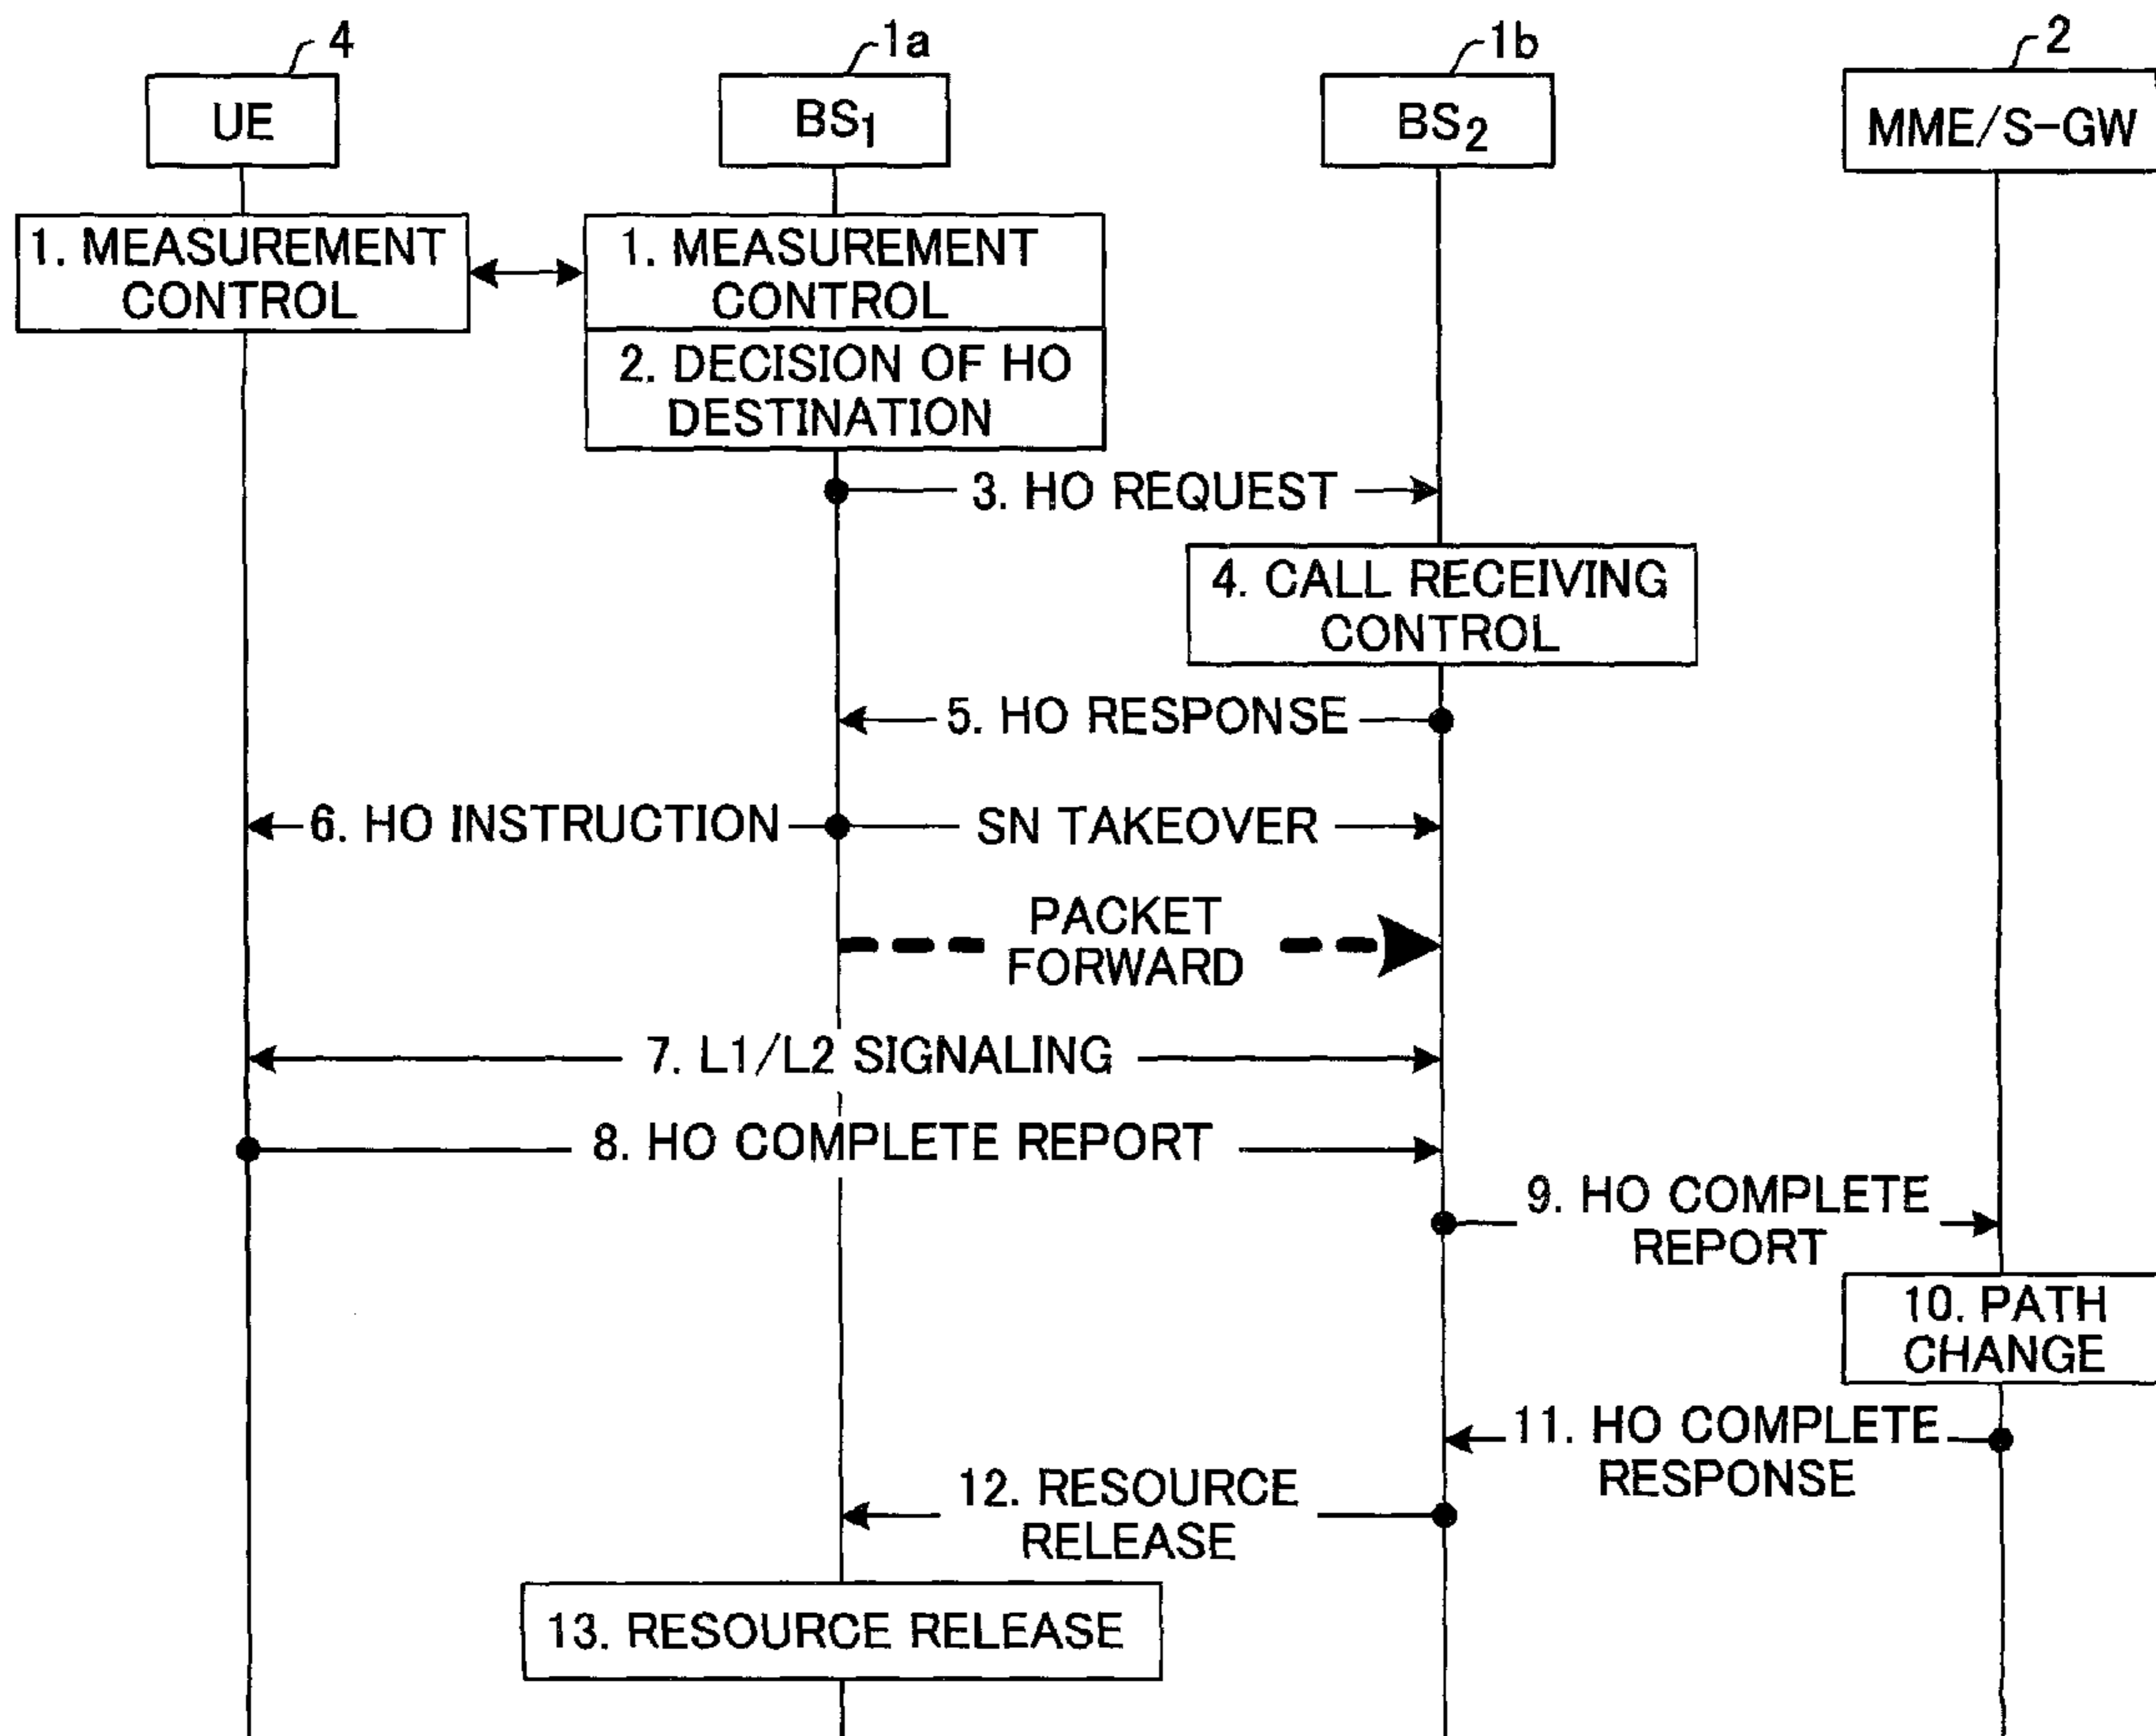 4
1a
1b
2
UE
BS1
BS2
MME/S-GW
1. MEASUREMENT
CONTROL
1. MEASUREMENT
CONTROL
2. DECISION OF HO
DESTINATION
3. HO REQUEST
4. CALL RECEIVING
CONTROL
5. HO RESPONSE
6. HO INSTRUCTION
SN TAKEOVER
PACKET
FORWARD
7. L1/L2 SIGNALING
8. HO COMPLETE REPORT
9. HO COMPLETE
REPORT
10. PATH
CHANGE
11. HO COMPLETE
RESPONSE
12. RESOURCE
RELEASE
13. RESOURCE RELEASE